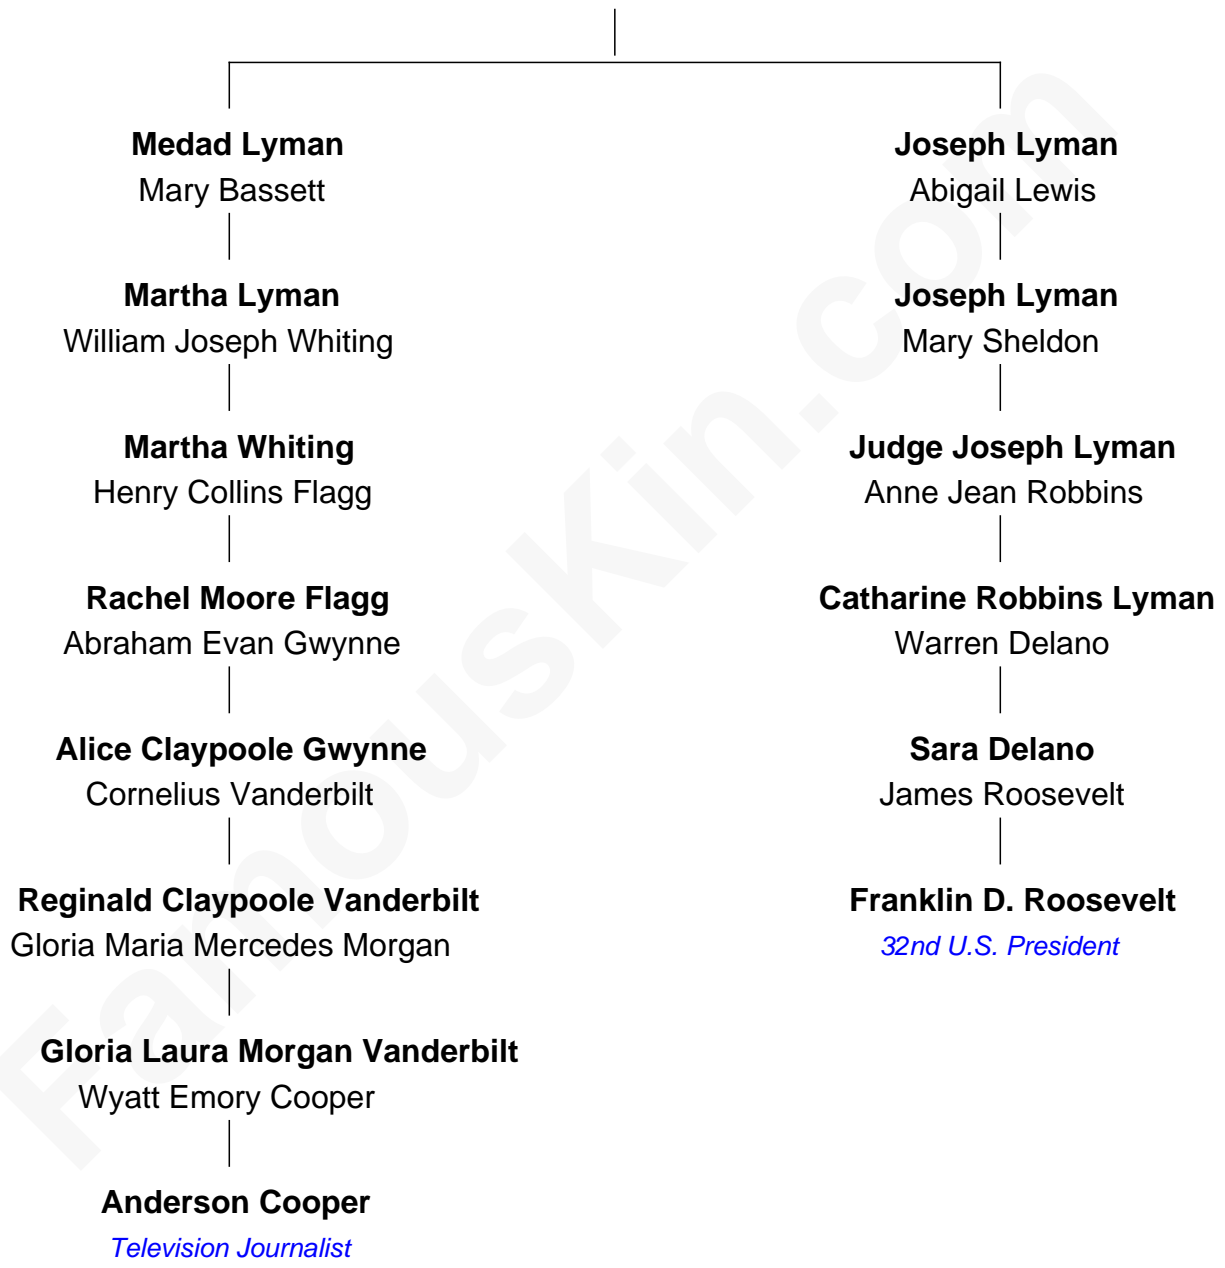 Medad Lyman
Mary Bassett
Martha Lyman
William Joseph Whiting
Martha Whiting
Henry Collins Flagg
Rachel Moore Flagg
Abraham Evan Gwynne
Alice Claypoole Gwynne
Cornelius Vanderbilt
Reginald Claypoole Vanderbilt
Gloria Maria Mercedes Morgan
Gloria Laura Morgan Vanderbilt
Wyatt Emory Cooper
Anderson Cooper
Television Journalist
Joseph Lyman
Abigail Lewis
Joseph Lyman
Mary Sheldon
Judge Joseph Lyman
Anne Jean Robbins
Catharine Robbins Lyman
Warren Delano
Sara Delano
James Roosevelt
Franklin D. Roosevelt
32nd U.S. President
FamousKin.com